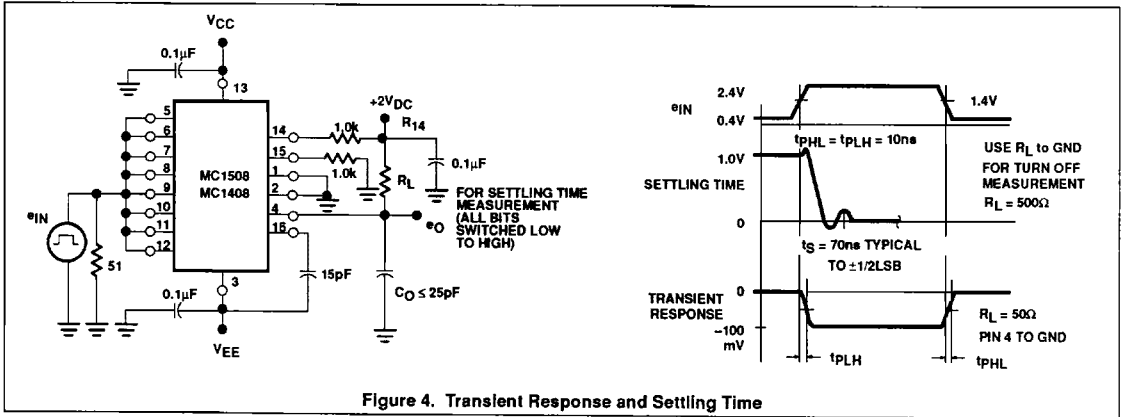 VCC
0.1µF
13
+2VDC
R14
5
6
7
8
9
10
11
12
14
15
1
2
4
16
MC1508
MC1408
1.0k
1.0k
0.1µF
RL
eIN
51
eO
FOR SETTLING TIME
MEASUREMENT
(ALL BITS
SWITCHED LOW
TO HIGH)
3
15pF
0.1µF
CO ≤ 25pF
VEE
eIN
2.4V
0.4V
1.4V
tPHL = tPLH = 10ns
1.0V
SETTLING TIME
0
USE RL to GND
FOR TURN OFF
MEASUREMENT
RL = 500Ω
tS = 70ns TYPICAL
TO ±1/2LSB
0
TRANSIENT
RESPONSE
–100
mV
RL = 50Ω
PIN 4 TO GND
tPLH
tPHL
Figure 4. Transient Response and Settling Time